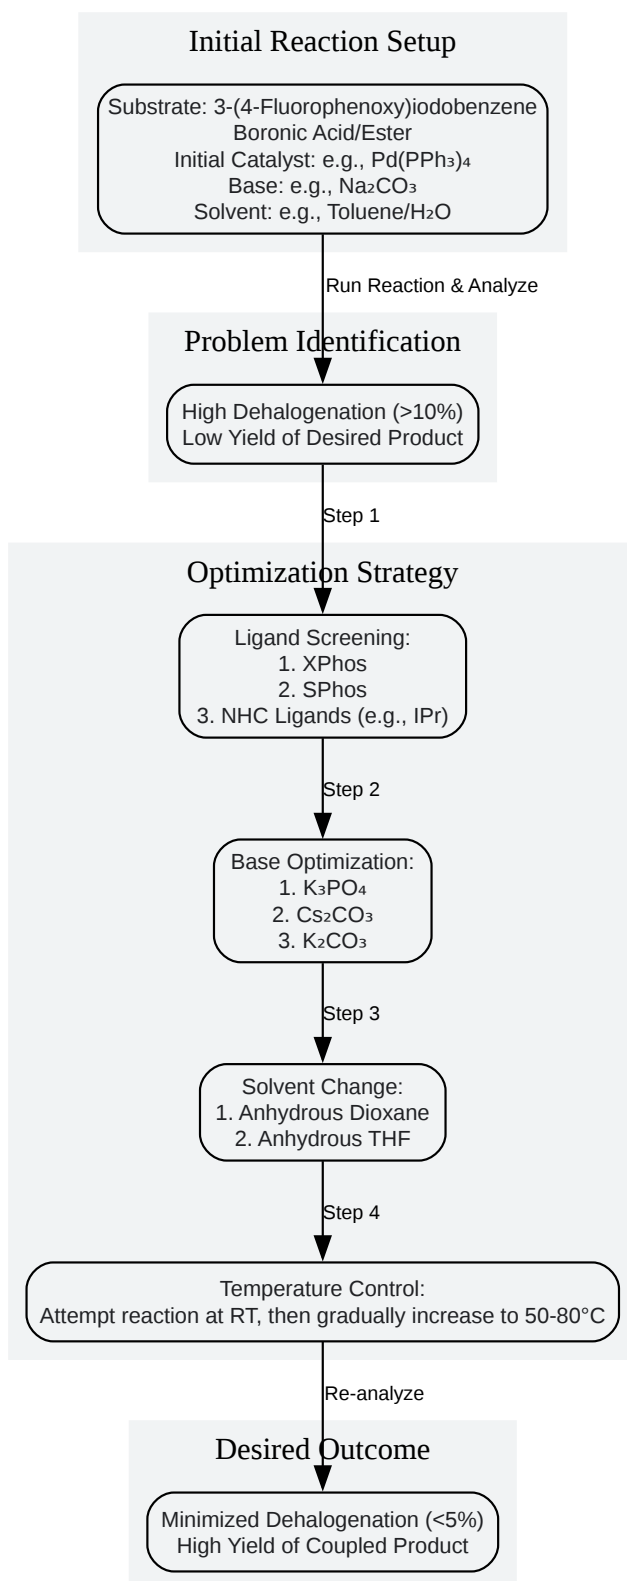 Initial Reaction Setup
Substrate: 3-(4-Fluorophenoxy)iodobenzene
Boronic Acid/Ester
Initial Catalyst: e.g., Pd(PPh₃)₄
Base: e.g., Na₂CO₃
Solvent: e.g., Toluene/H₂O
Run Reaction & Analyze
Problem Identification
High Dehalogenation (>10%)
Low Yield of Desired Product
Step 1
Optimization Strategy
Ligand Screening:
1. XPhos
2. SPhos
3. NHC Ligands (e.g., IPr)
Step 2
Base Optimization:
1. K₃PO₄
2. Cs₂CO₃
3. K₂CO₃
Step 3
Solvent Change:
1. Anhydrous Dioxane
2. Anhydrous THF
Step 4
Temperature Control:
Attempt reaction at RT, then gradually increase to 50-80°C
Re-analyze
Desired Outcome
Minimized Dehalogenation (<5%)
High Yield of Coupled Product